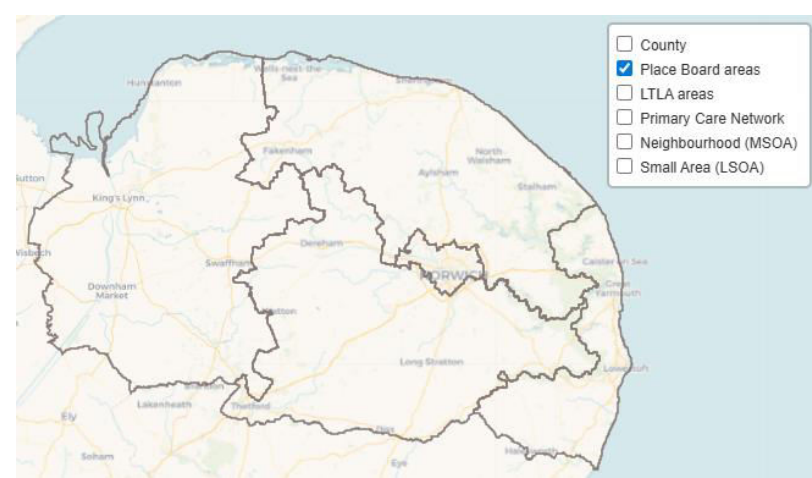 County
Place Board areas
LTLA areas
Primary Care Network
Neighbourhood (MSOA)
Small Area (LSOA)
Wells-next-the-
Sea
Hunstanton
Sheringham
Fakenham
North
Walsham
Aylsham
Stalham
Sutton
King's Lynn
Dereham
Wisbech
Swaffham
NORWICH
Caister-on-Sea
Great
Yarmouth
Downham
Market
Watton
Long Stratton
Lowestoft
Brandon
Lakenheath
Thetford
Ely
Diss
Halesworth
Soham
Eye